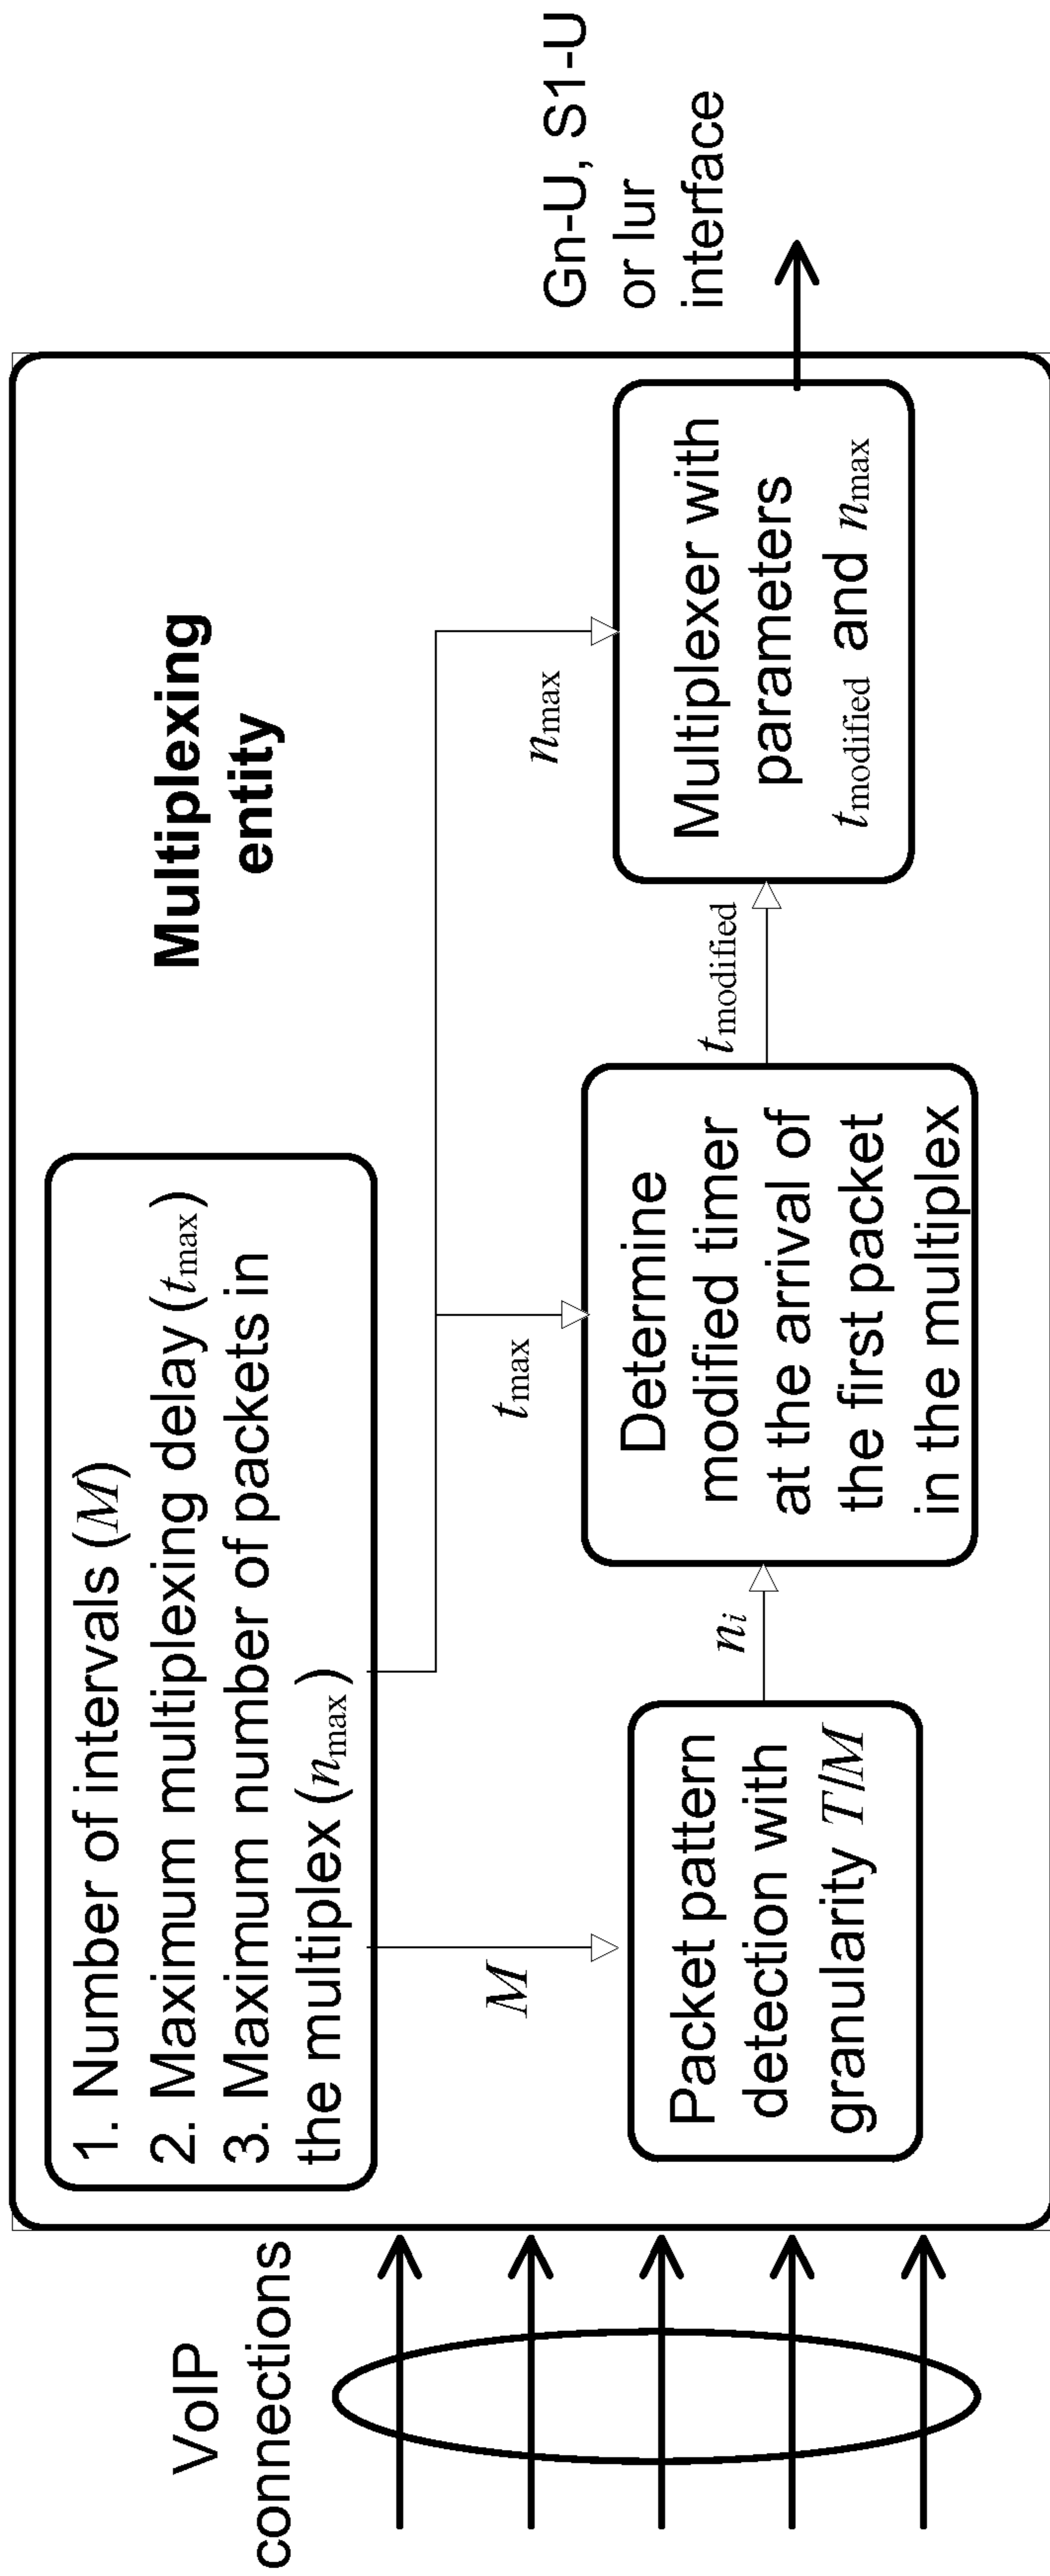 VoIP
connections
1. Number of intervals (M)
2. Maximum multiplexing delay (tmax)
3. Maximum number of packets in
the multiplex (nmax)
Multiplexing
entity
M
tmax
nmax
Packet pattern
detection with
granularity T/M
ni
Determine
modified timer
at the arrival of
the first packet
in the multiplex
tmodified
Multiplexer with
parameters
tmodified and nmax
Gn-U, S1-U
or Iur
interface